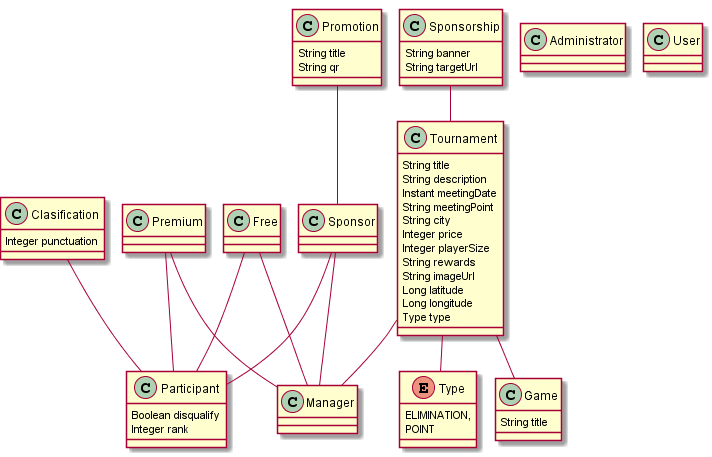 C Promotion
String title
String qr
C Sponsorship
String banner
String targetUrl
C Administrator
C User
C Tournament
String title
String description
Instant meetingDate
String meetingPoint
String city
Integer price
Integer playerSize
String rewards
String imageUrl
Long latitude
Long longitude
Type type
C Clasification
Integer punctuation
C Premium
C Free
C Sponsor
C Participant
Boolean disqualify
Integer rank
C Manager
E Type
ELIMINATION,
POINT
C Game
String title